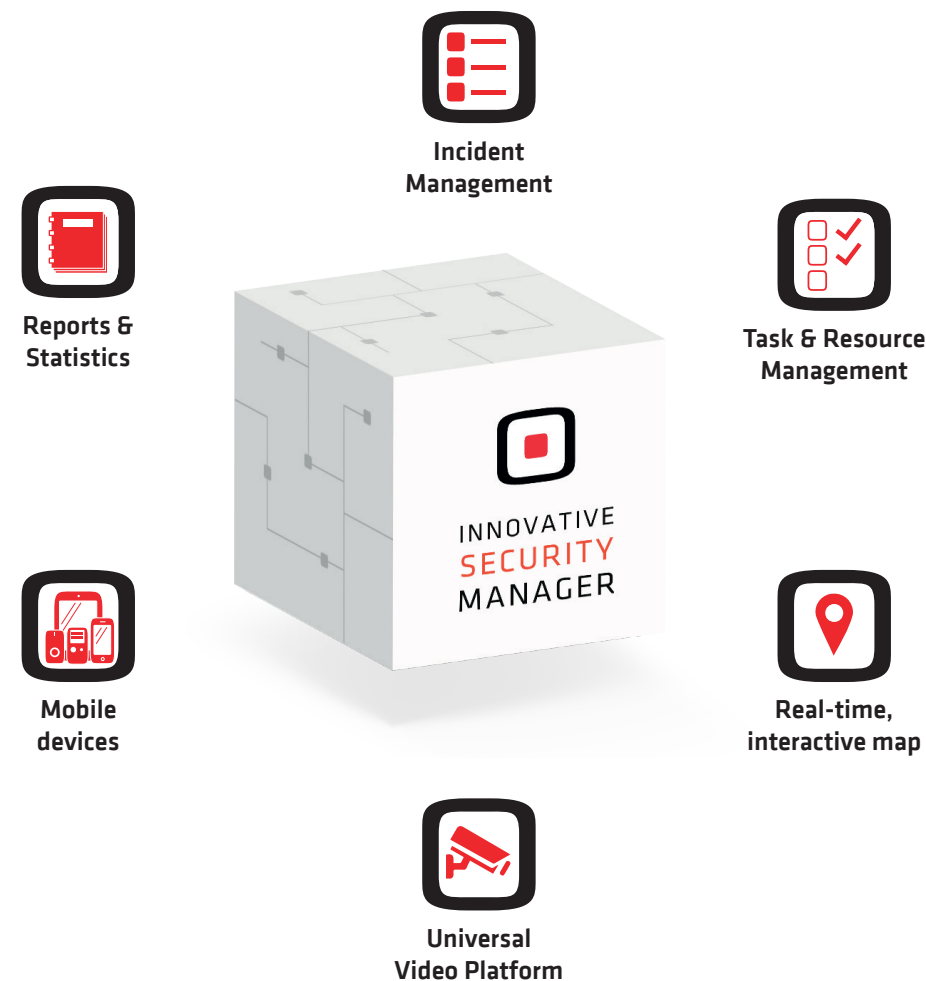 Incident
Management
Reports &
Statistics
Task & Resource
Management
INNOVATIVE
SECURITY
MANAGER
Mobile
devices
Real-time,
interactive map
Universal
Video Platform